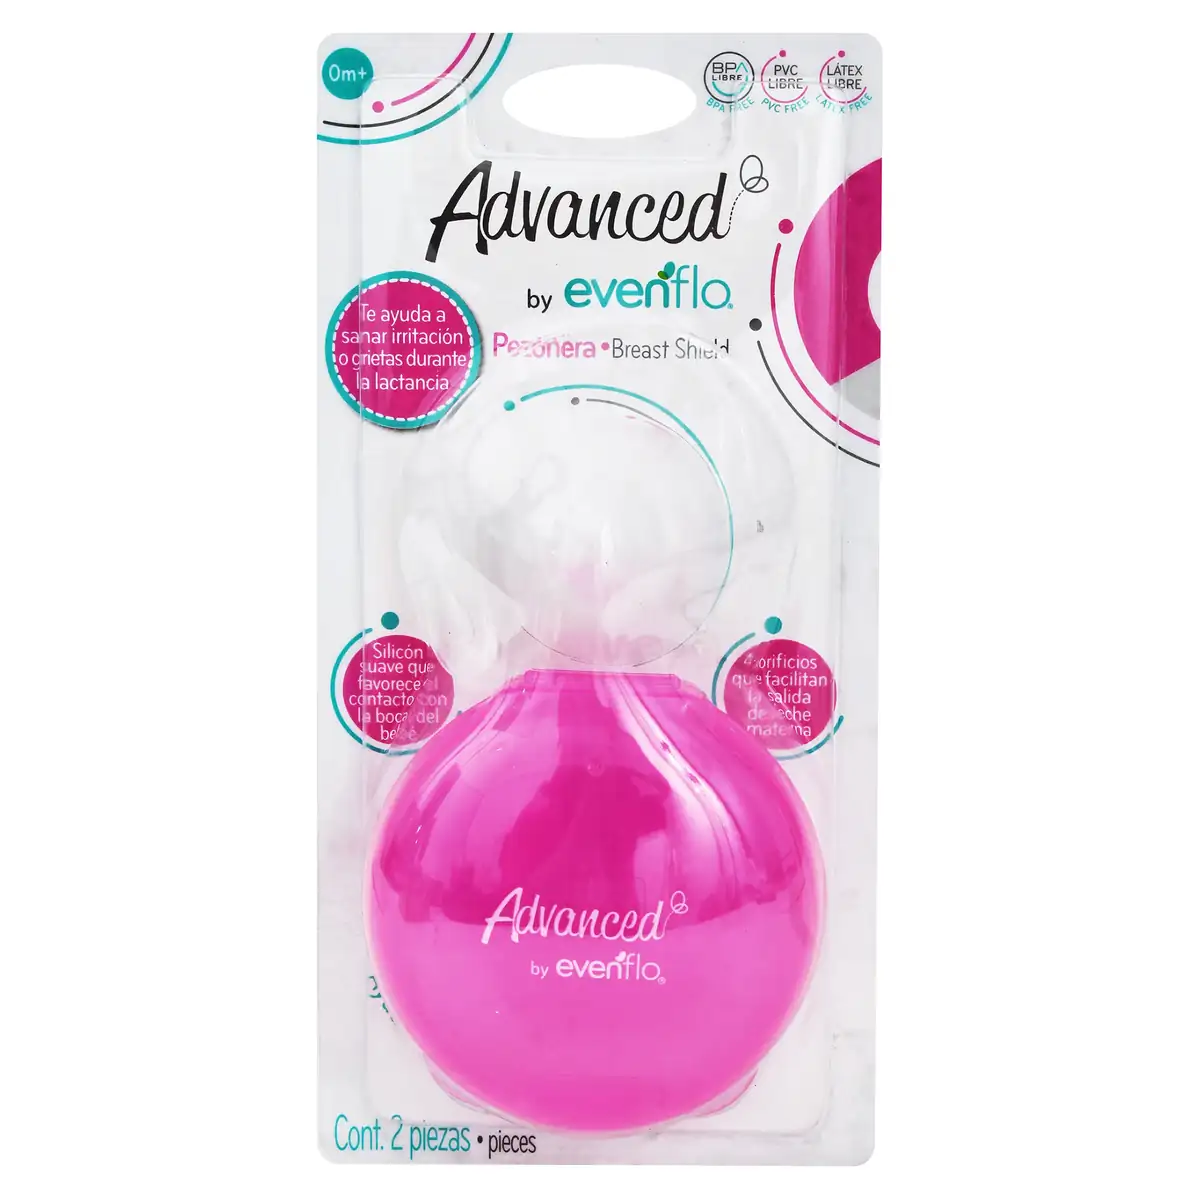 0m+
BPA
LIBRE
BPA FREE
PVC
LIBRE
PVC FREE
LÁTEX
LIBRE
LATEX FREE
Advanced
by evenflo®
Te ayuda a
sanar irritación
o grietas durante
la lactancia
Pezonera • Breast Shield
Silicón
suave que
favorece el
contacto con
la boca del
bebé
4 orificios
que facilitan
la salida
de leche
materna
Advanced
by evenflo®
Cont. 2 piezas • pieces